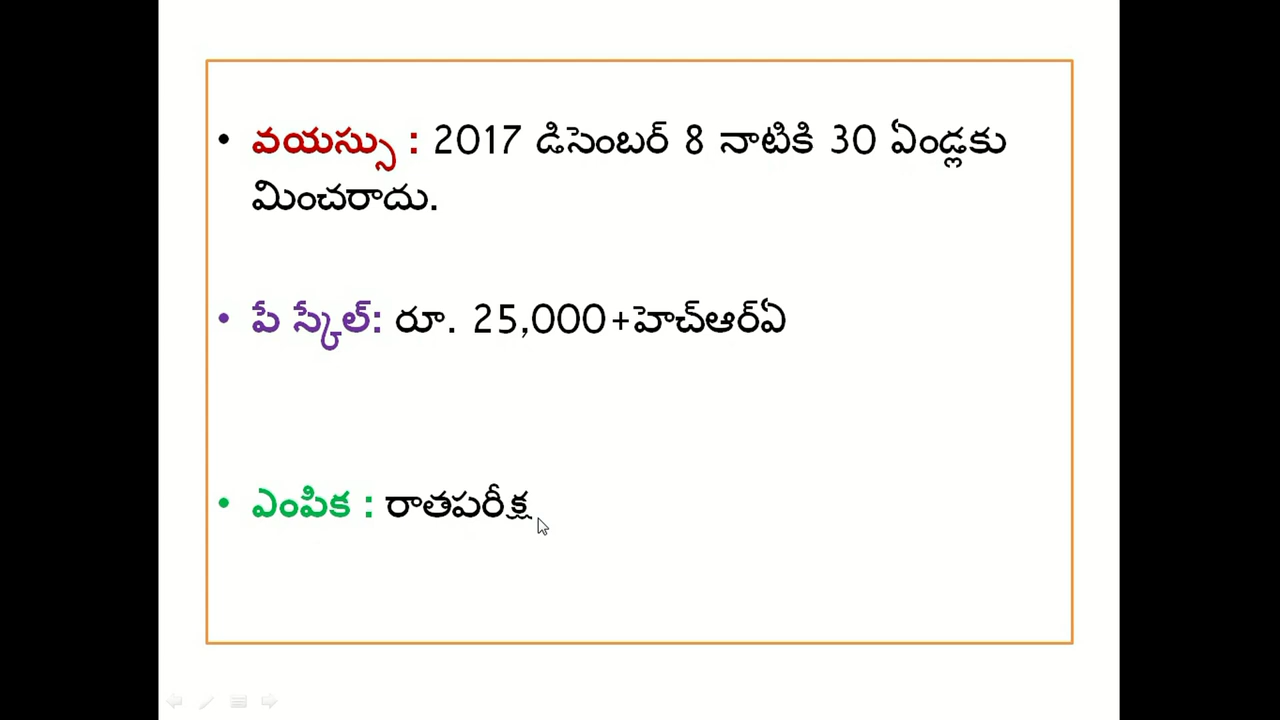 • వయస్సు : 2017 డిసెంబర్ 8 నాటికి 30 ఏండ్లకు
మించరాదు.
• పే స్కేల్: రూ. 25,000+హెచ్ఆర్ఏ
• ఎంపిక : రాతపరీక్ష